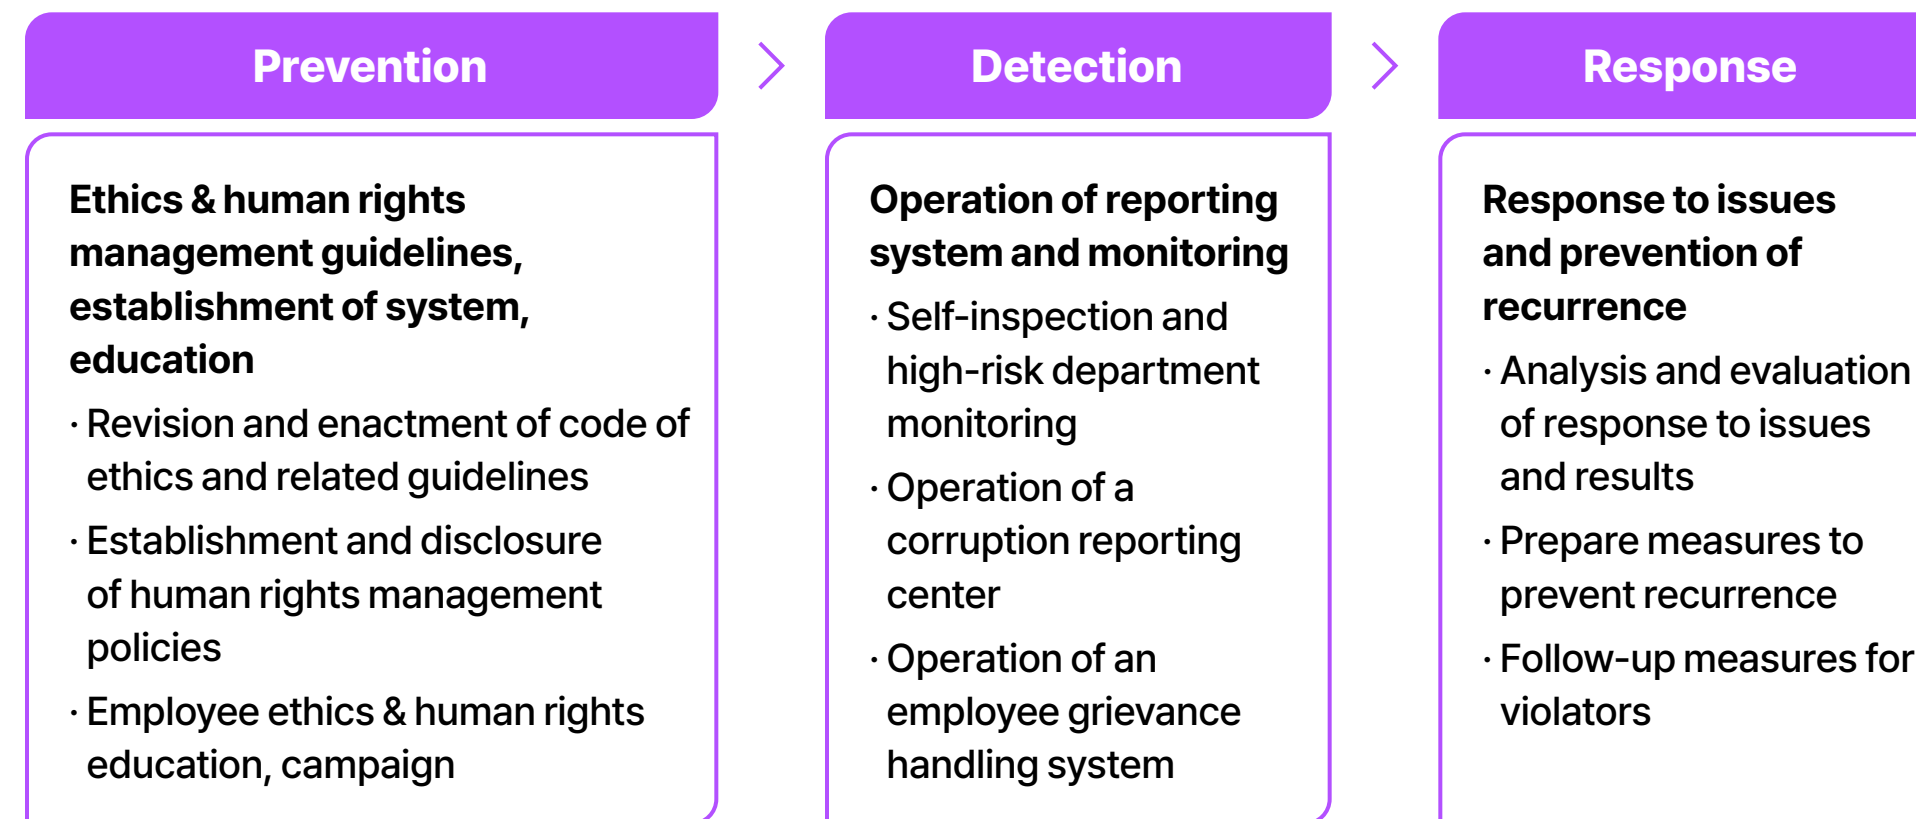 Prevention
Ethics & human rights
management guidelines,
establishment of system,
education
· Revision and enactment of code of
ethics and related guidelines
· Establishment and disclosure
of human rights management
policies
· Employee ethics & human rights
education, campaign
Detection
Operation of reporting
system and monitoring
· Self-inspection and
high-risk department
monitoring
· Operation of a
corruption reporting
center
· Operation of an
employee grievance
handling system
Response
Response to issues
and prevention of
recurrence
· Analysis and evaluation
of response to issues
and results
· Prepare measures to
prevent recurrence
· Follow-up measures for
violators